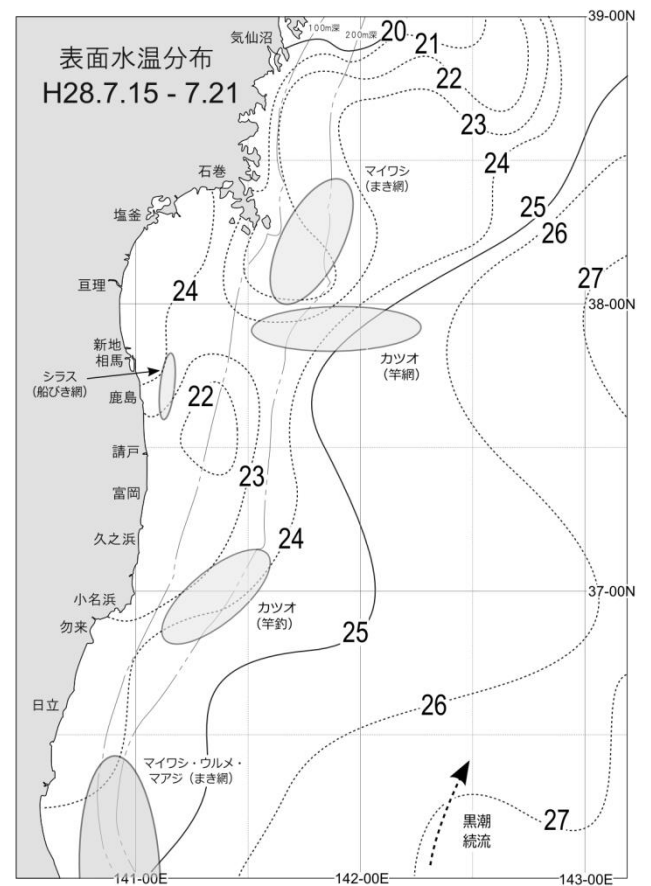 表面水温分布
H28.7.15 - 7.21
気仙沼
100m深
200m深
20
21
22
23
24
25
26
27
39-00N
石巻
塩釜
亘理
新地
相馬
鹿島
請戸
富岡
久之浜
小名浜
勿来
日立
マイワシ
(まき網)
24
38-00N
カツオ
(竿網)
シラス
(船びき網)
22
23
24
カツオ
(竿釣)
37-00N
25
26
マイワシ・ウルメ・
マアジ(まき網)
黒潮
続流
27
141-00E
142-00E
143-00E